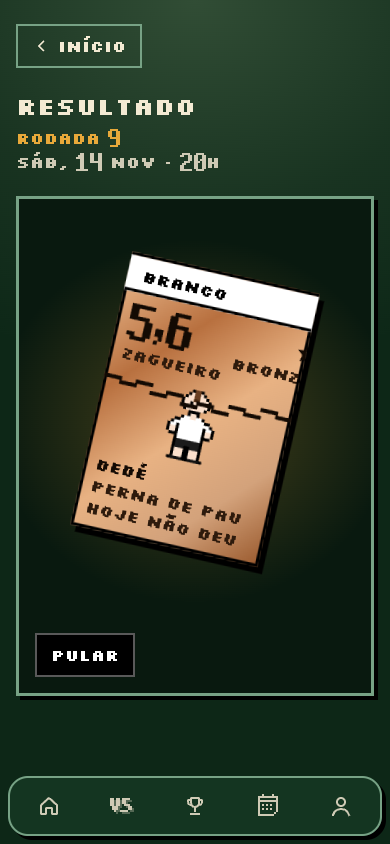 INÍCIO
RESULTADO
RODADA 9
SÁB, 14 NOV · 20H
BRANCO
5,6
ZAGUEIRO
BRONZ
DEDÉ
PERNA DE PAU
HOJE NÃO DEU
PULAR
VS